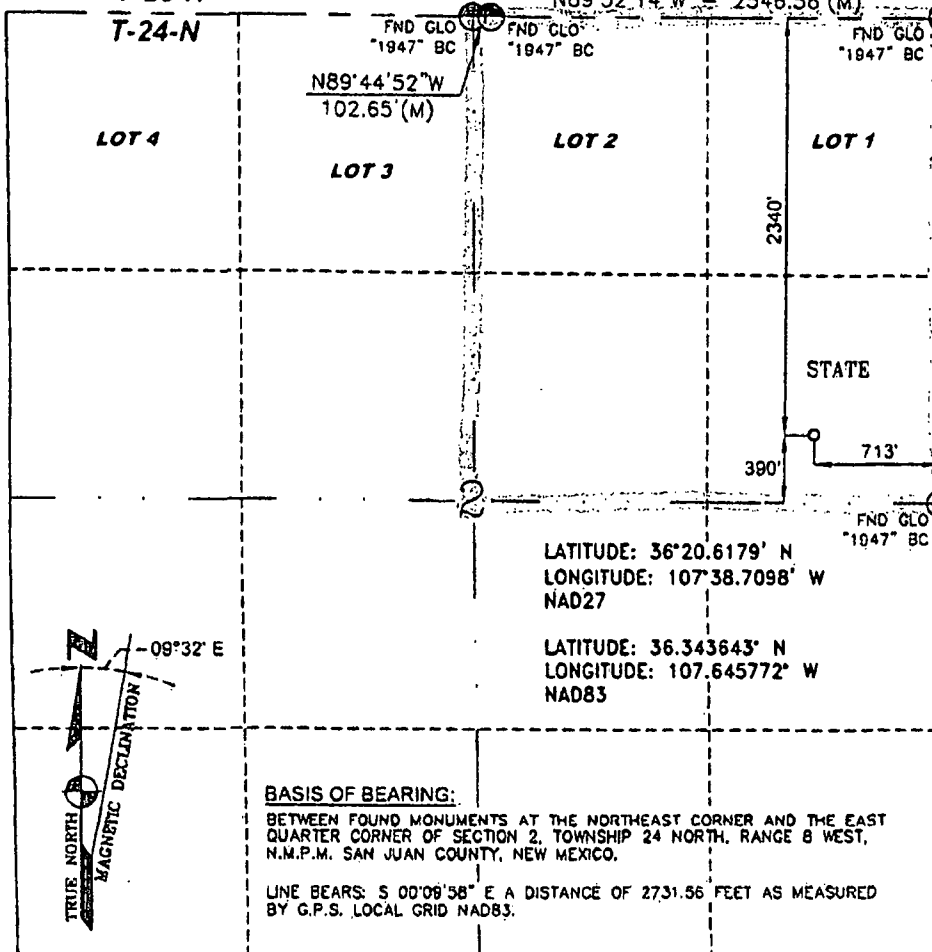 N89°52'14"W - 2546.58'(M)
T-24-N
FND GLO
"1947" BC
FND GLO
"1947" BC
FND GLO
"1947" BC
N89°44'52"W
102.65'(M)
LOT 4
LOT 3
LOT 2
LOT 1
2340'
STATE
713'
390'
2
FND GLO
"1947" BC
LATITUDE: 36°20.6179' N
LONGITUDE: 107°38.7098' W
NAD27
LATITUDE: 36.343643° N
LONGITUDE: 107.645772° W
NAD83
N
09°32' E
TRUE NORTH
MAGNETIC DECLINATION
BASIS OF BEARING:
BETWEEN FOUND MONUMENTS AT THE NORTHEAST CORNER AND THE EAST
QUARTER CORNER OF SECTION 2, TOWNSHIP 24 NORTH, RANGE 8 WEST,
N.M.P.M. SAN JUAN COUNTY, NEW MEXICO.
LINE BEARS: S 00°09'58" E A DISTANCE OF 2731.56 FEET AS MEASURED
BY G.P.S. LOCAL GRID NAD83.